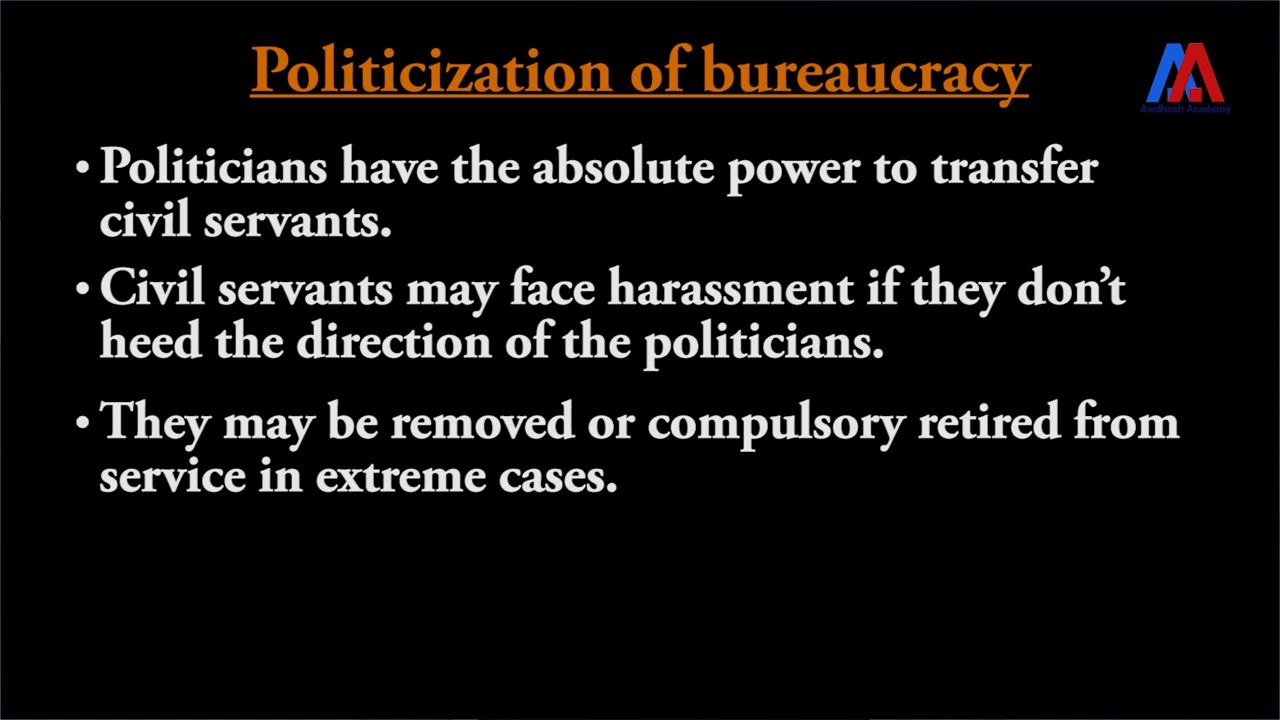 Politicization of bureaucracy
Awdhesh Academy
• Politicians have the absolute power to transfer
civil servants.
• Civil servants may face harassment if they don’t
heed the direction of the politicians.
• They may be removed or compulsory retired from
service in extreme cases.